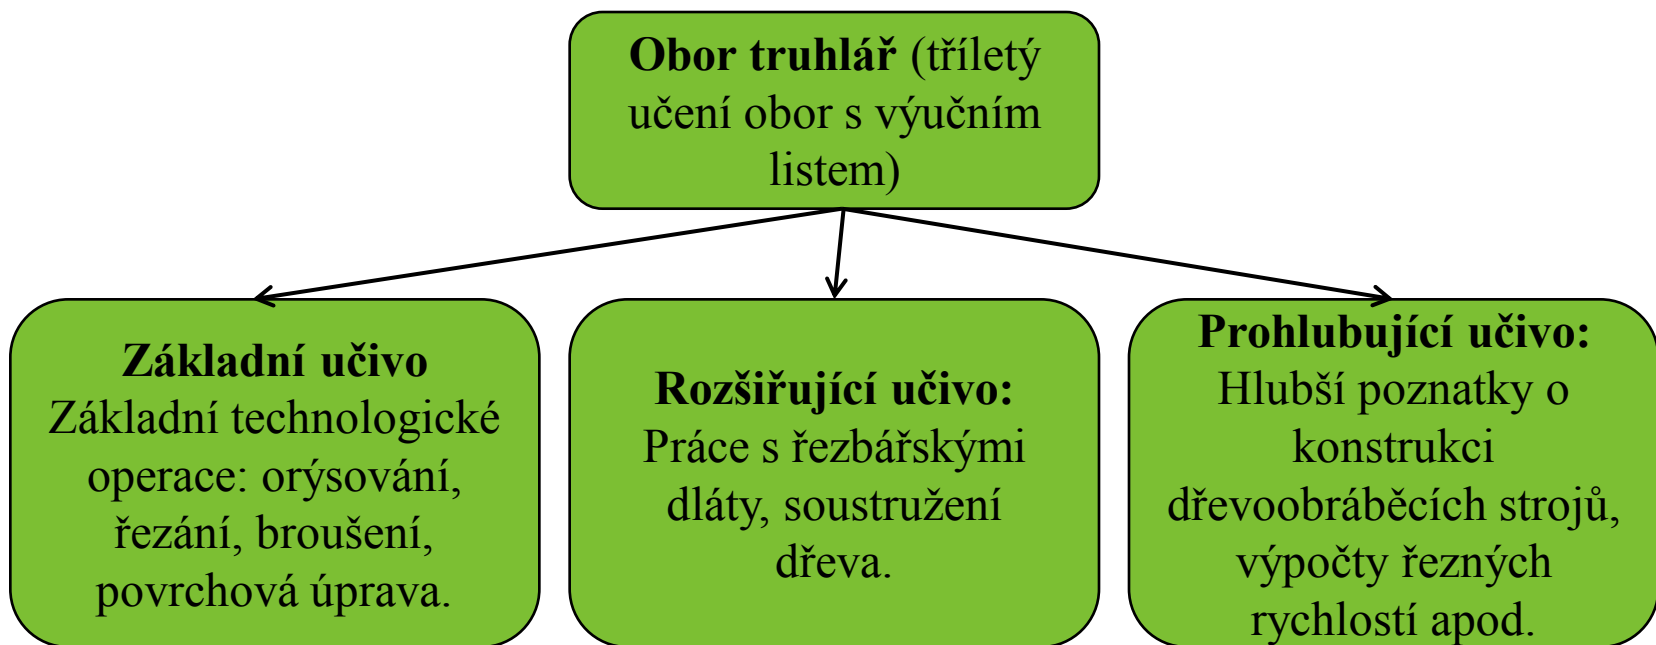 Obor truhlář (tříletý
učení obor s výučním
listem)
Základní učivo
Základní technologické
operace: orýsování,
řezání, broušení,
povrchová úprava.
Rozšiřující učivo:
Práce s řezbářskými
dláty, soustružení
dřeva.
Prohlubující učivo:
Hlubší poznatky o
konstrukci
dřevoobráběcích strojů,
výpočty řezných
rychlostí apod.